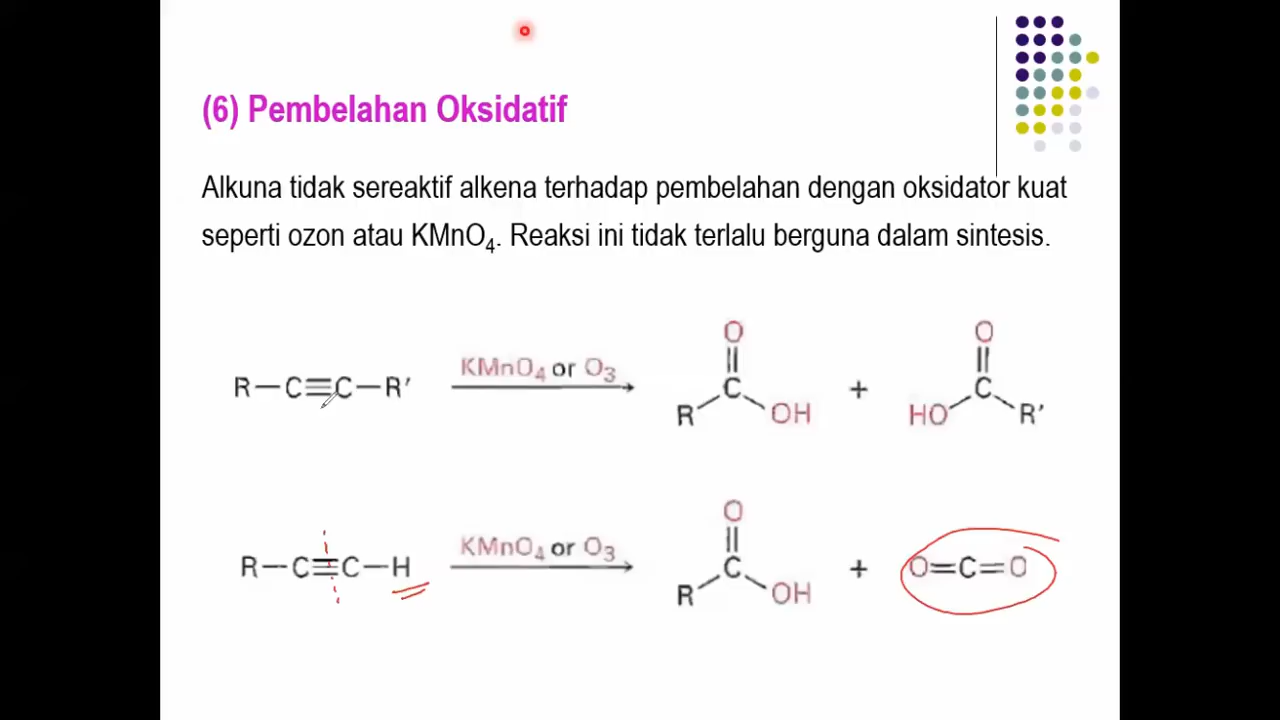 (6) Pembelahan Oksidatif
Alkuna tidak sereaktif alkena terhadap pembelahan dengan oksidator kuat
seperti ozon atau KMnO₄. Reaksi ini tidak terlalu berguna dalam sintesis.
R—C≡C—R′ KMnO₄ or O₃ O C R OH + O C HO R′
R—C≡C—H KMnO₄ or O₃ O C R OH + O=C=O